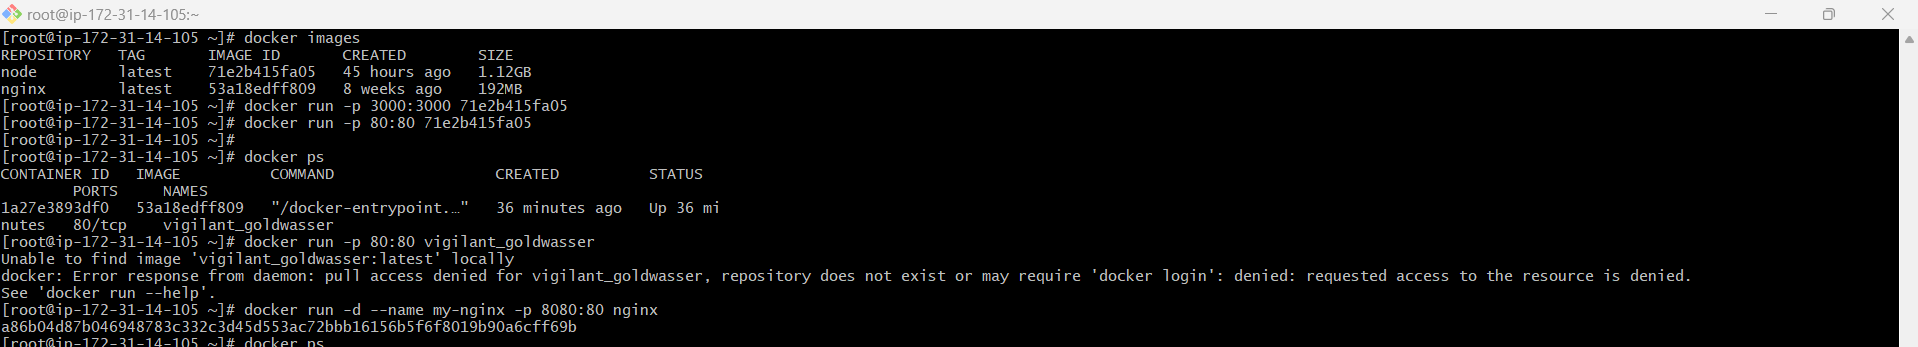 root@ip-172-31-14-105:~
[root@ip-172-31-14-105 ~]# docker images
REPOSITORY   TAG       IMAGE ID       CREATED        SIZE
node         latest    71e2b415fa05   45 hours ago   1.12GB
nginx        latest    53a18edff809   8 weeks ago    192MB
[root@ip-172-31-14-105 ~]# docker run -p 3000:3000 71e2b415fa05
[root@ip-172-31-14-105 ~]# docker run -p 80:80 71e2b415fa05
[root@ip-172-31-14-105 ~]#
[root@ip-172-31-14-105 ~]# docker ps
CONTAINER ID   IMAGE          COMMAND                  CREATED          STATUS
        PORTS     NAMES
1a27e3893df0   53a18edff809   "/docker-entrypoint.…"   36 minutes ago   Up 36 mi
nutes   80/tcp    vigilant_goldwasser
[root@ip-172-31-14-105 ~]# docker run -p 80:80 vigilant_goldwasser
Unable to find image 'vigilant_goldwasser:latest' locally
docker: Error response from daemon: pull access denied for vigilant_goldwasser, repository does not exist or may require 'docker login': denied: requested access to the resource is denied.
See 'docker run --help'.
[root@ip-172-31-14-105 ~]# docker run -d --name my-nginx -p 8080:80 nginx
a86b04d87b046948783c332c3d45d553ac72bbb16156b5f6f8019b90a6cff69b
[root@ip-172-31-14-105 ~]# docker ps